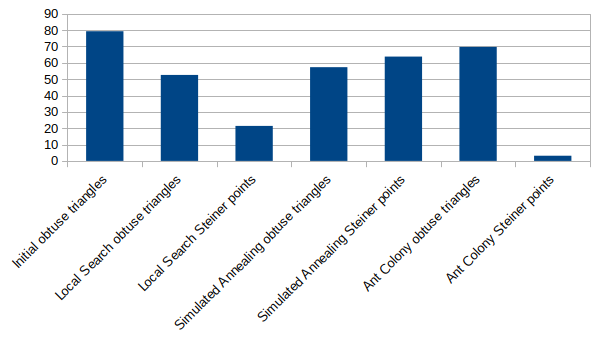 90
80
70
60
50
40
30
20
10
0
Initial obtuse triangles
Local Search obtuse triangles
Local Search Steiner points
Simulated Annealing obtuse triangles
Simulated Annealing Steiner points
Ant Colony obtuse triangles
Ant Colony Steiner points